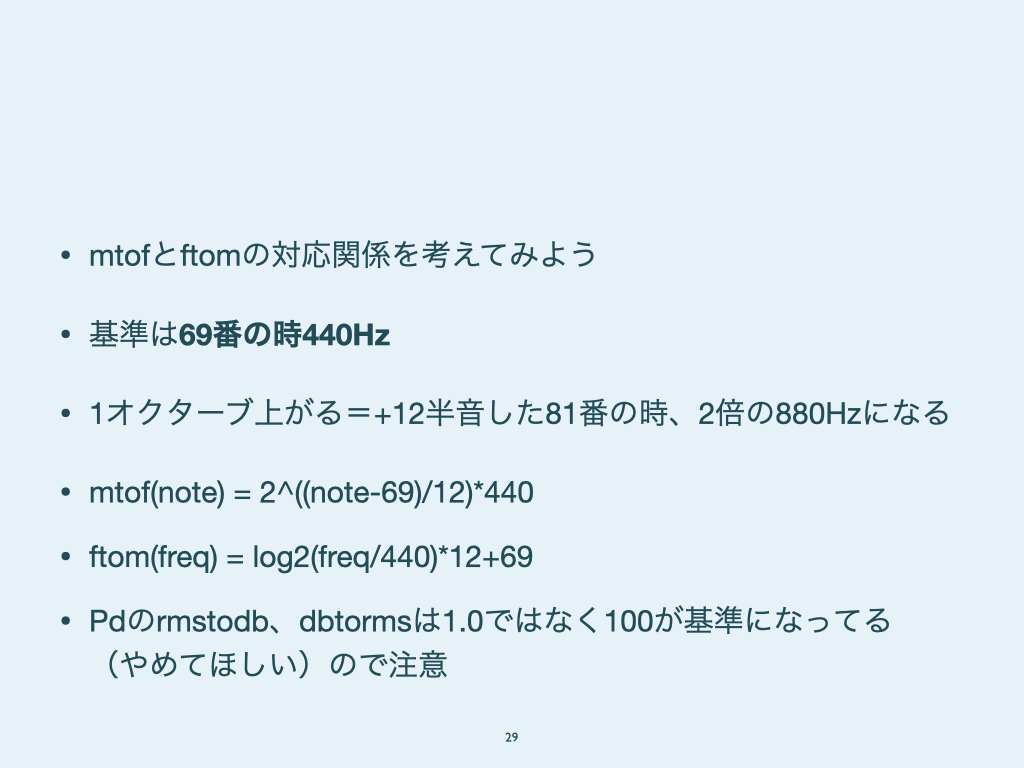 • mtofとftomの対応関係を考えてみよう
• 基準は69番の時440Hz
• 1オクターブ上がる＝+12半音した81番の時、2倍の880Hzになる
• mtof(note) = 2^((note-69)/12)*440
• ftom(freq) = log2(freq/440)*12+69
• Pdのrmstodb、dbtormsは1.0ではなく100が基準になってる
（やめてほしい）ので注意
29